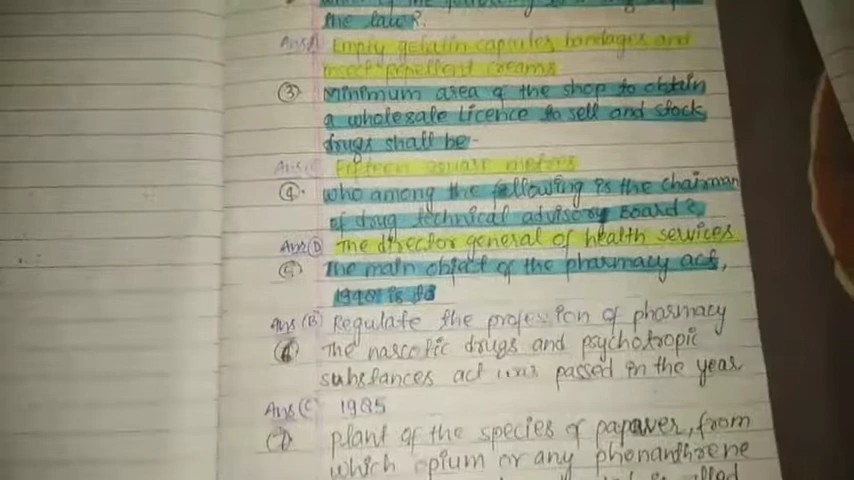 the law?
Ans A Empty gelatin capsules bandages and
insect repellent creams
③ Minimum area of the shop to obtain
a wholesale licence to sell and stock
drugs shall be-
Ans C Fifteen square meters
④. who among the following is the chairman
of drug technical advisory Board?
Ans D The director general of health services
⑤ The main object of the pharmacy act,
is to
Ans (B) Regulate the profession of pharmacy
⑥ The narcotic drugs and psychotropic
substances act was passed in the year
Ans (C) 1985
⑦ plant of the species of papaver, from
which opium or any phonanthrene